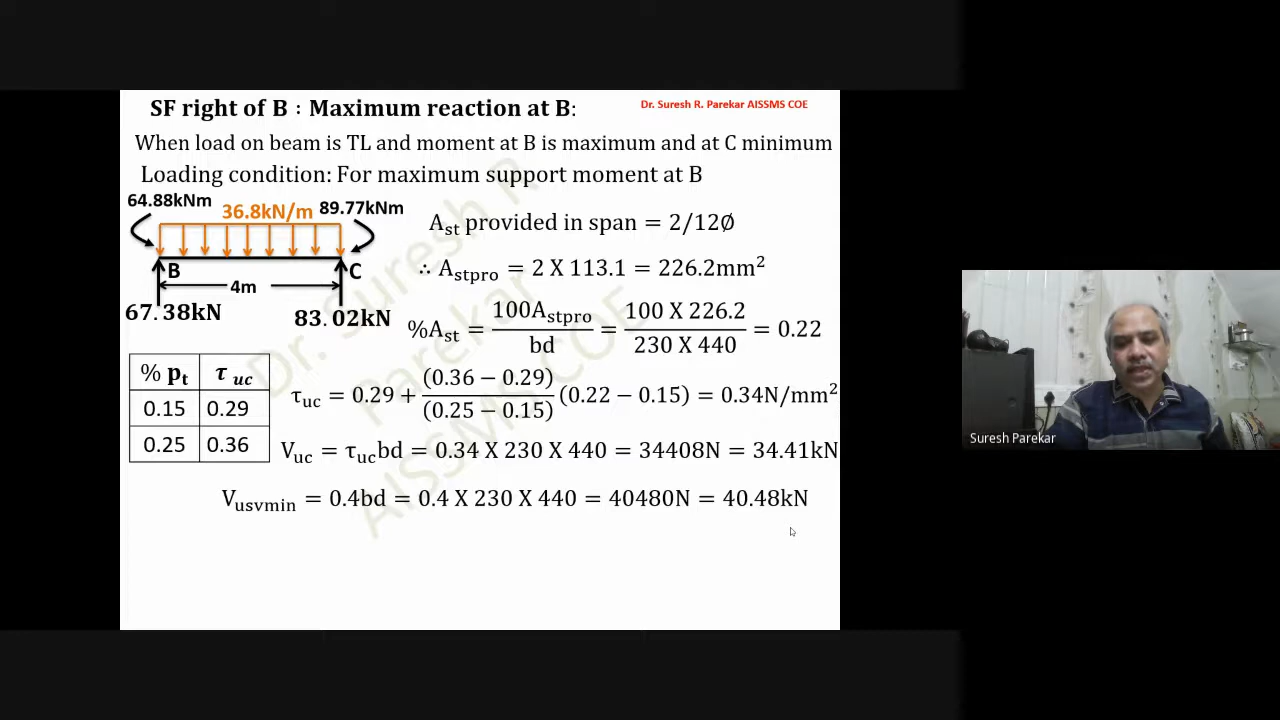 SF right of B : Maximum reaction at B:
Dr. Suresh R. Parekar AISSMS COE
When load on beam is TL and moment at B is maximum and at C minimum
Loading condition: For maximum support moment at B
64.88kNm 36.8kN/m 89.77kNm
B C
4m
67.38kN 83.02kN
A_st provided in span = 2/12Ø
∴ A_stpro = 2 X 113.1 = 226.2mm²
%A_st = 100A_stpro / bd = 100 X 226.2 / 230 X 440 = 0.22
% p_t τ_uc
0.15 0.29
0.25 0.36
τ_uc = 0.29 + (0.36 − 0.29) / (0.25 − 0.15) (0.22 − 0.15) = 0.34N/mm²
V_uc = τ_uc bd = 0.34 X 230 X 440 = 34408N = 34.41kN
V_usvmin = 0.4bd = 0.4 X 230 X 440 = 40480N = 40.48kN
Dr. Suresh R
Parekar
AISSMS COE
Suresh Parekar